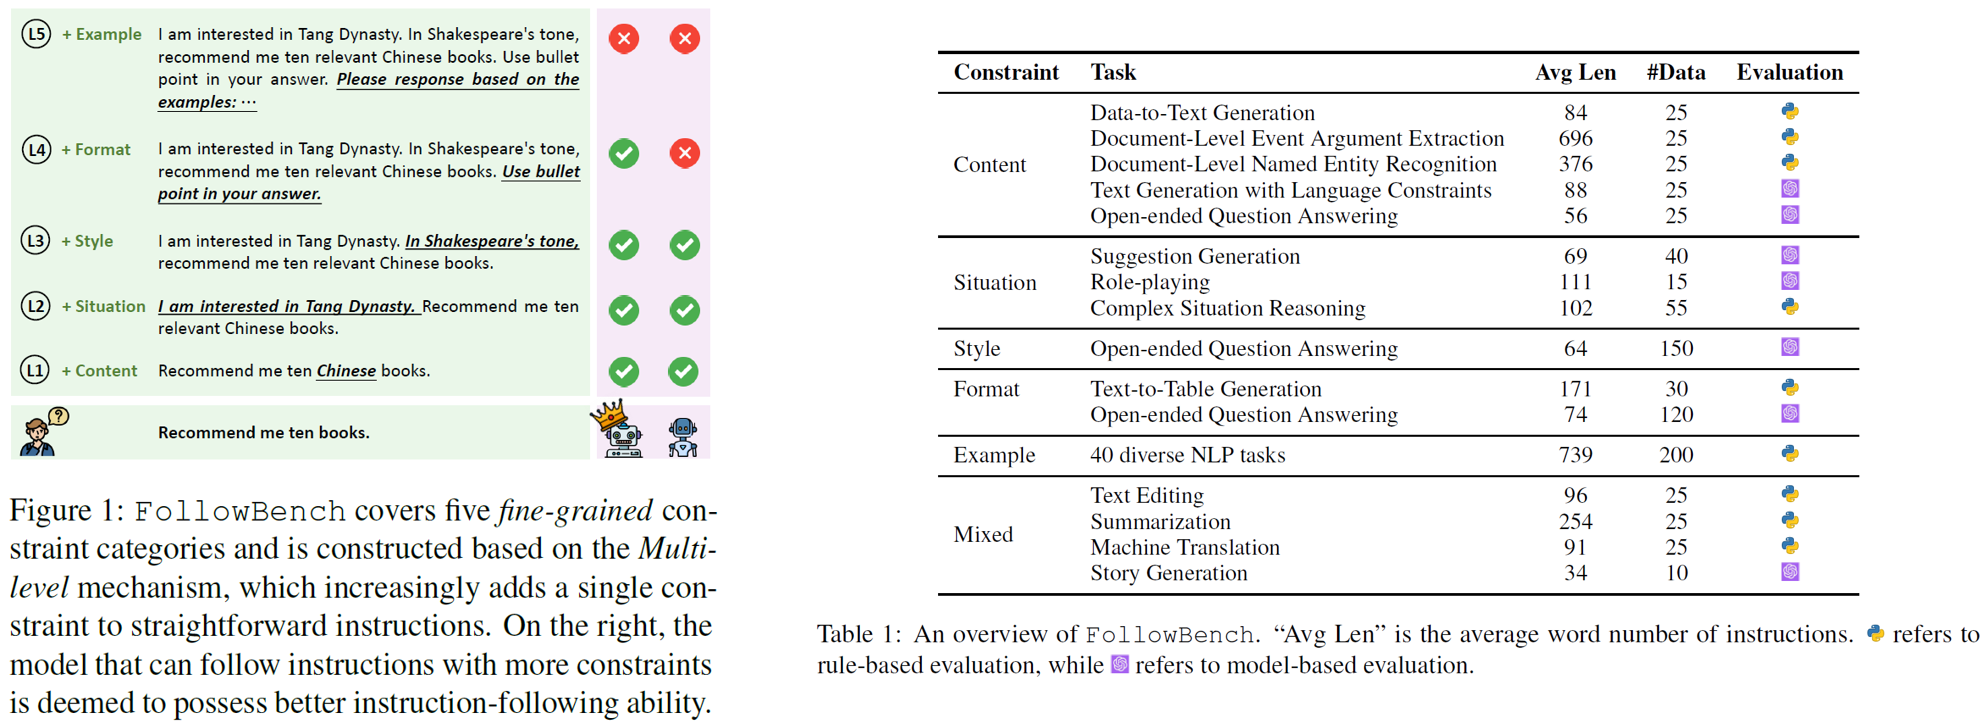 L5 + Example I am interested in Tang Dynasty. In Shakespeare's tone,
recommend me ten relevant Chinese books. Use bullet
point in your answer. Please response based on the
examples: ···
L4 + Format I am interested in Tang Dynasty. In Shakespeare's tone,
recommend me ten relevant Chinese books. Use bullet
point in your answer.
L3 + Style I am interested in Tang Dynasty. In Shakespeare's tone,
recommend me ten relevant Chinese books.
L2 + Situation I am interested in Tang Dynasty. Recommend me ten
relevant Chinese books.
L1 + Content Recommend me ten Chinese books.
Recommend me ten books.
Figure 1: FollowBench covers five fine-grained con-
straint categories and is constructed based on the Multi-
level mechanism, which increasingly adds a single con-
straint to straightforward instructions. On the right, the
model that can follow instructions with more constraints
is deemed to possess better instruction-following ability.
Constraint Task Avg Len #Data Evaluation
Data-to-Text Generation 84 25
Document-Level Event Argument Extraction 696 25
Content Document-Level Named Entity Recognition 376 25
Text Generation with Language Constraints 88 25
Open-ended Question Answering 56 25
Suggestion Generation 69 40
Situation Role-playing 111 15
Complex Situation Reasoning 102 55
Style Open-ended Question Answering 64 150
Format Text-to-Table Generation 171 30
Open-ended Question Answering 74 120
Example 40 diverse NLP tasks 739 200
Text Editing 96 25
Summarization 254 25
Mixed
Machine Translation 91 25
Story Generation 34 10
Table 1: An overview of FollowBench. “Avg Len” is the average word number of instructions. refers to
rule-based evaluation, while refers to model-based evaluation.